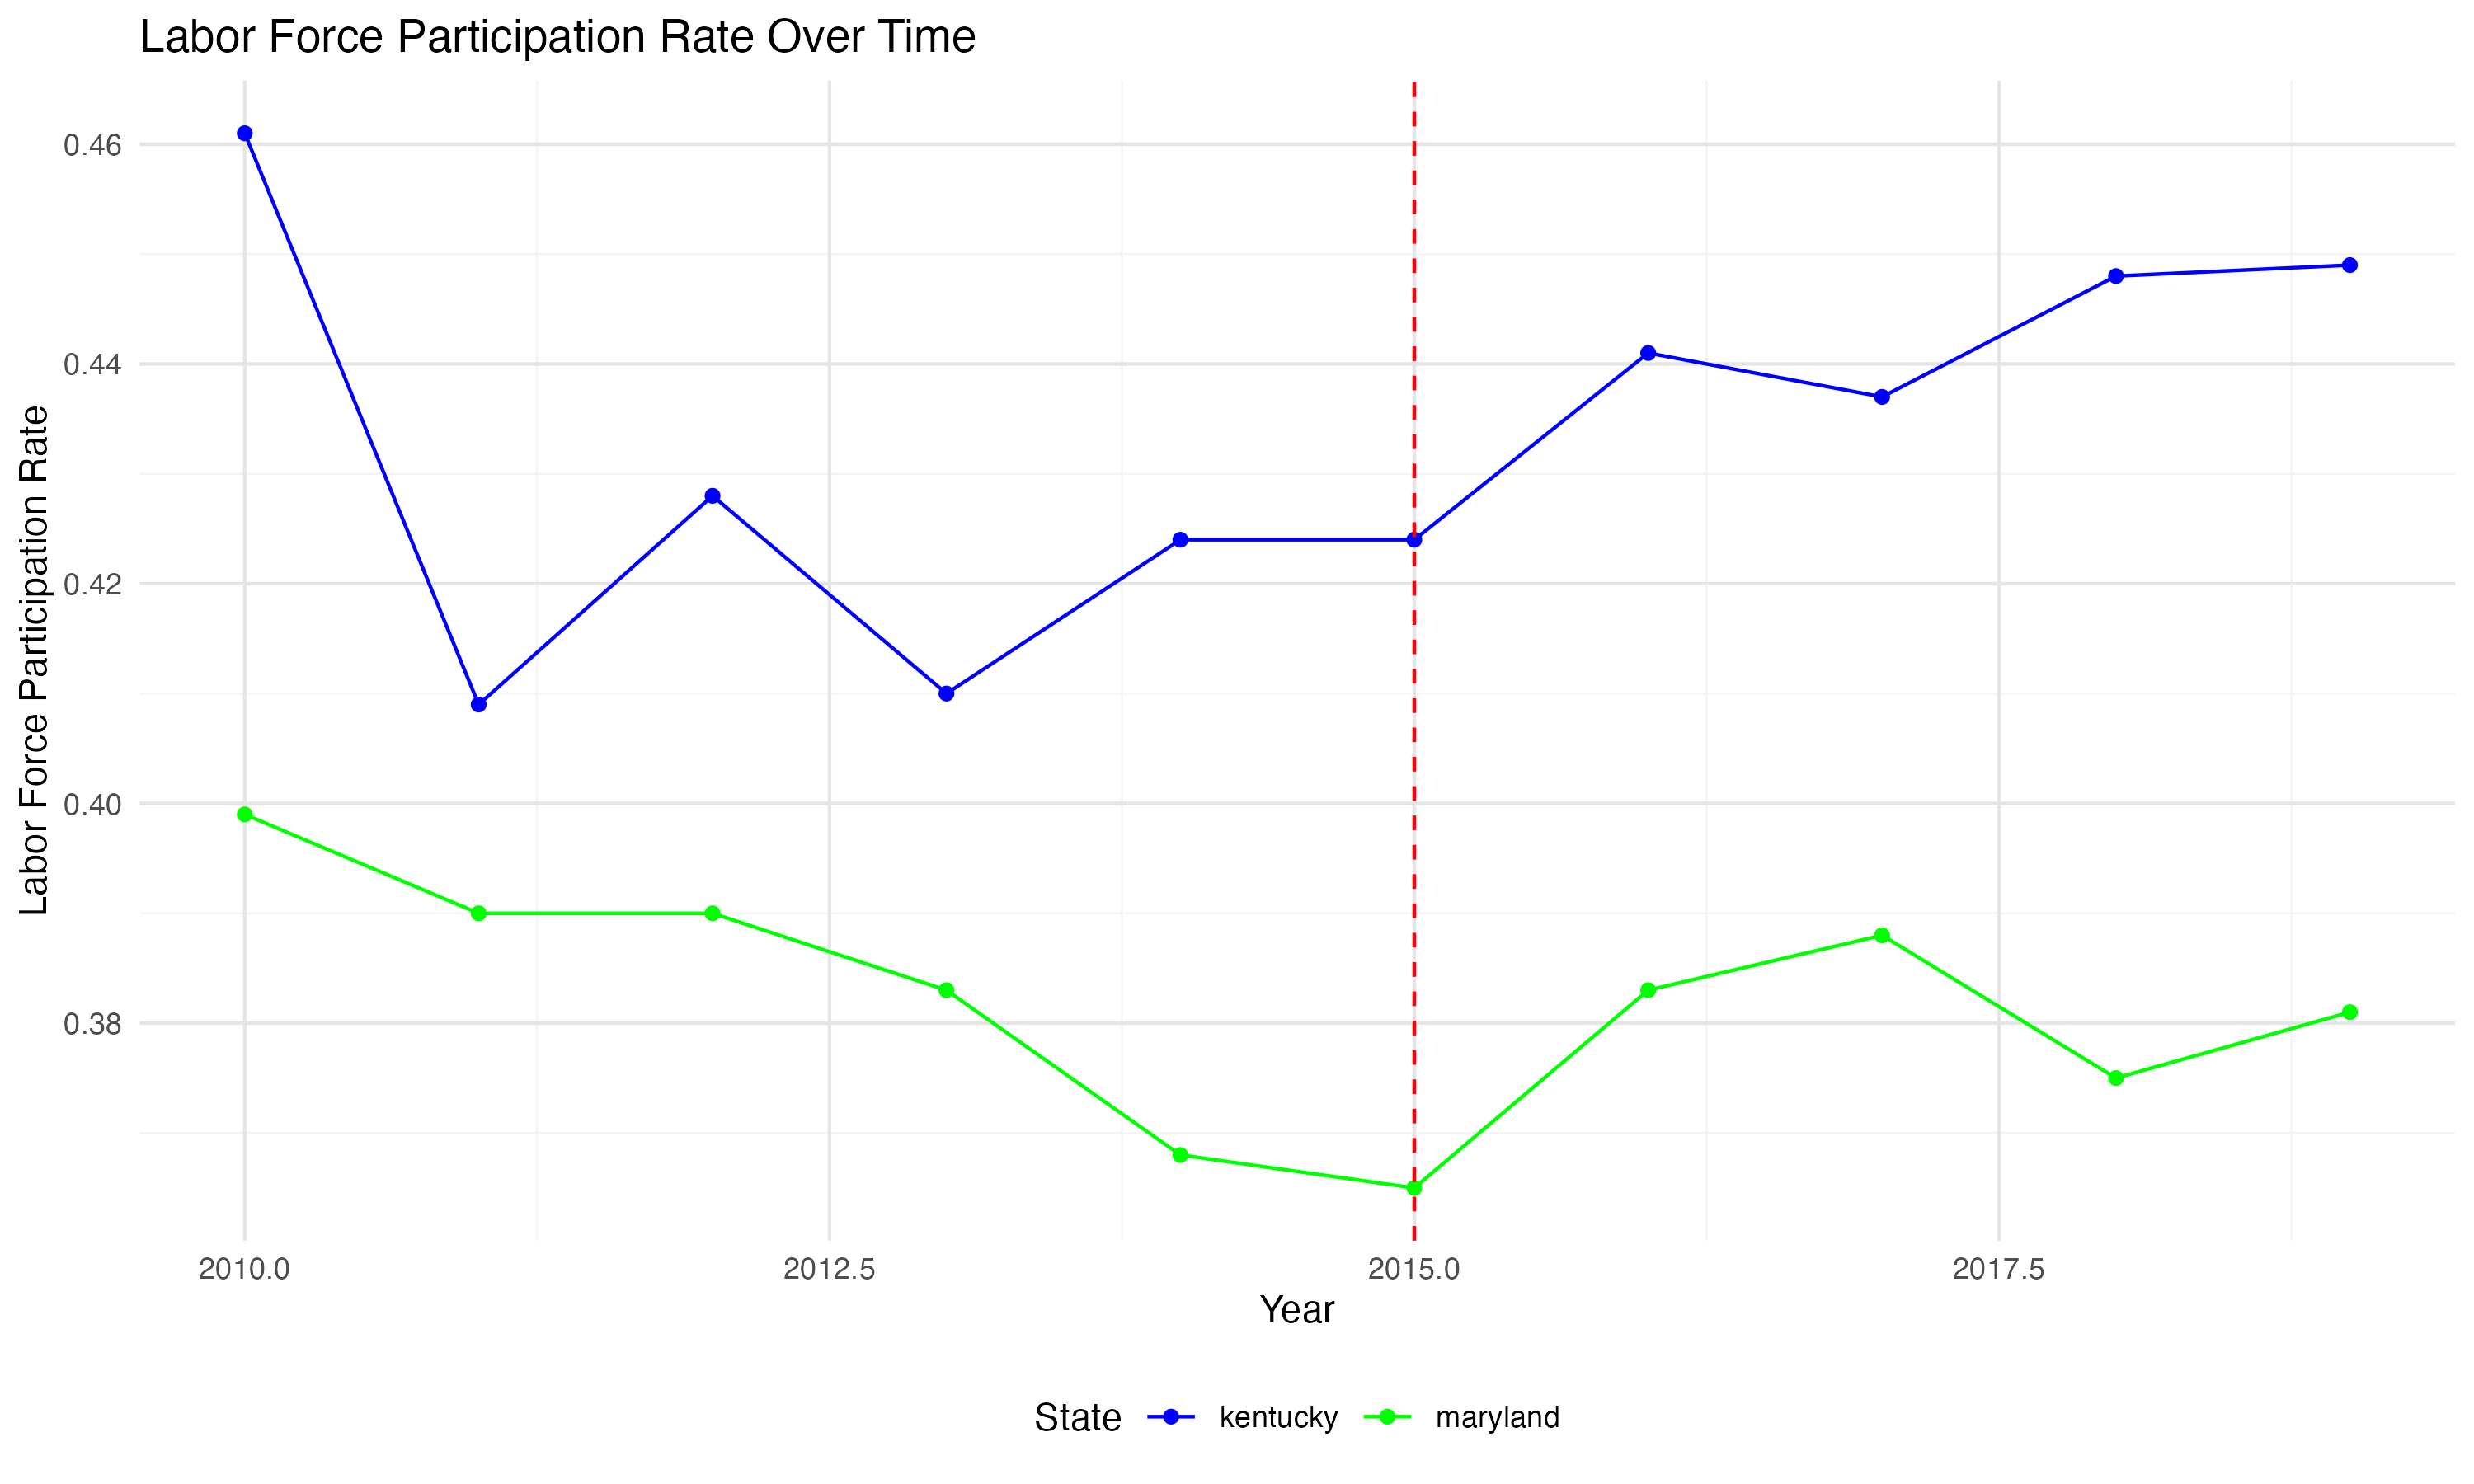 Labor Force Participation Rate Over Time
Labor Force Participation Rate
0.46
0.44
0.42
0.40
0.38
2010.0 2012.5 2015.0 2017.5
Year
State kentucky maryland